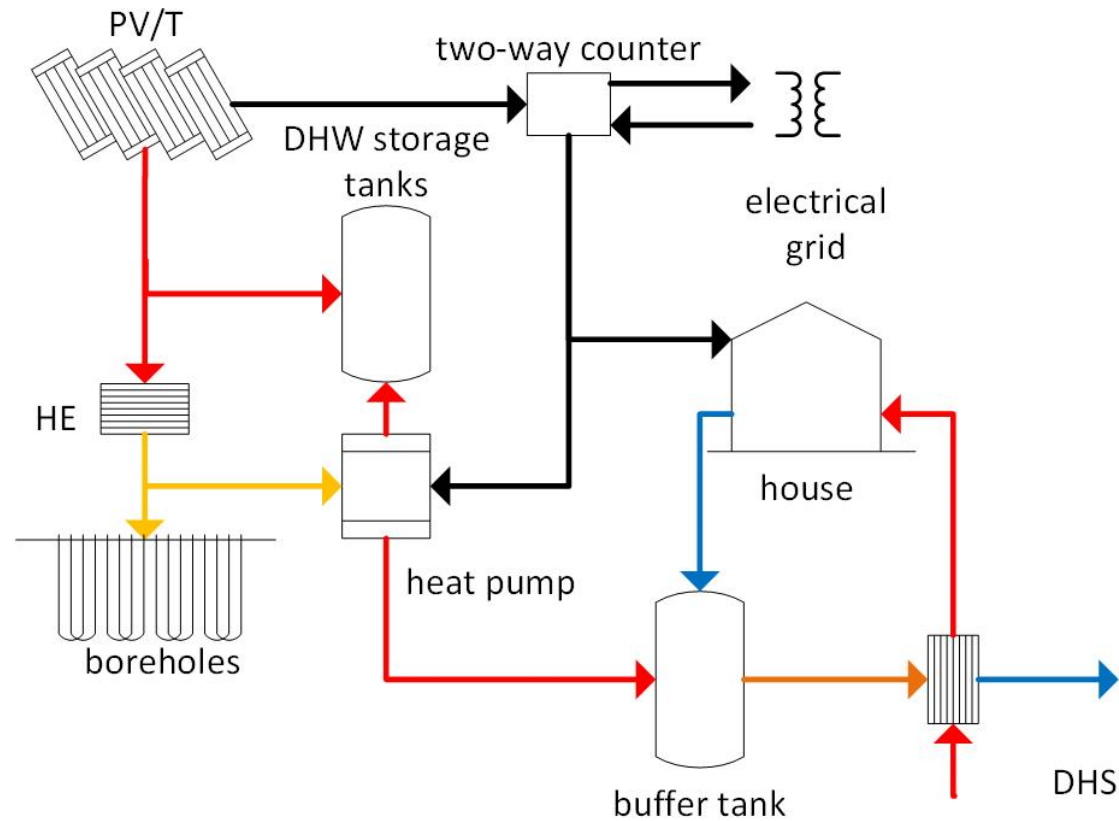 PV/T
two-way counter
DHW storage
tanks
electrical
grid
HE
house
heat pump
boreholes
DHS
buffer tank